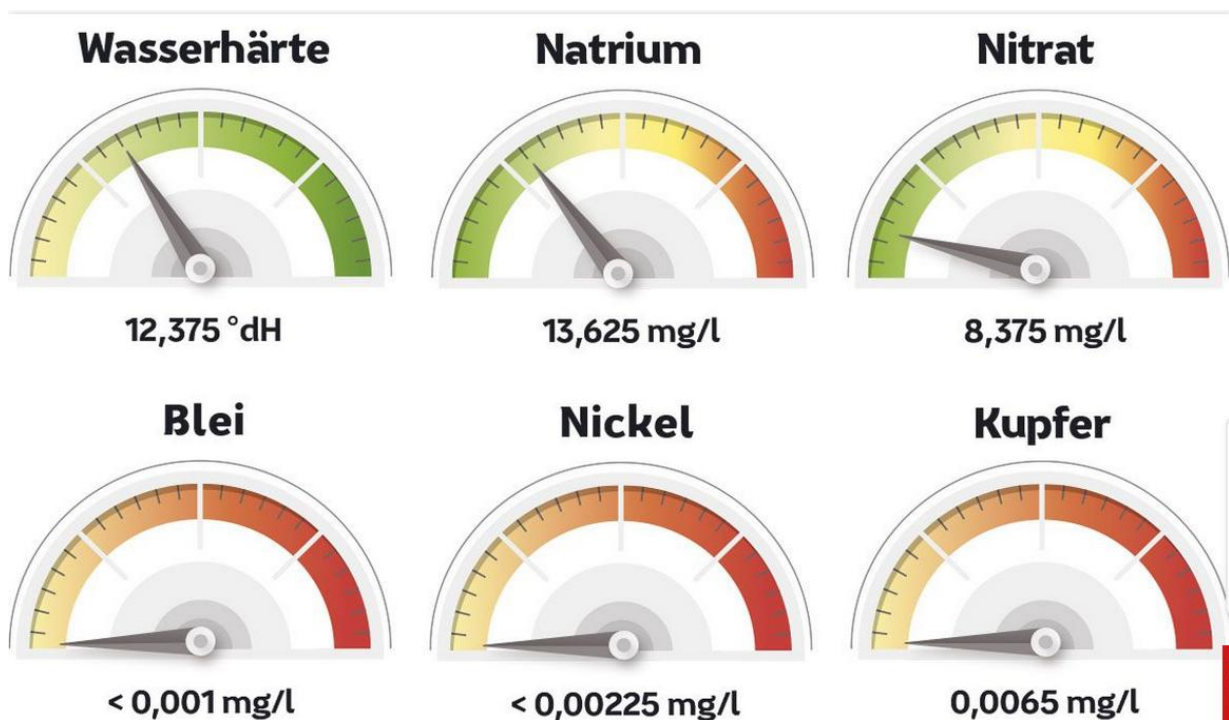 Wasserhärte
Natrium
Nitrat
12,375 °dH
13,625 mg/l
8,375 mg/l
Blei
Nickel
Kupfer
< 0,001 mg/l
< 0,00225 mg/l
0,0065 mg/l